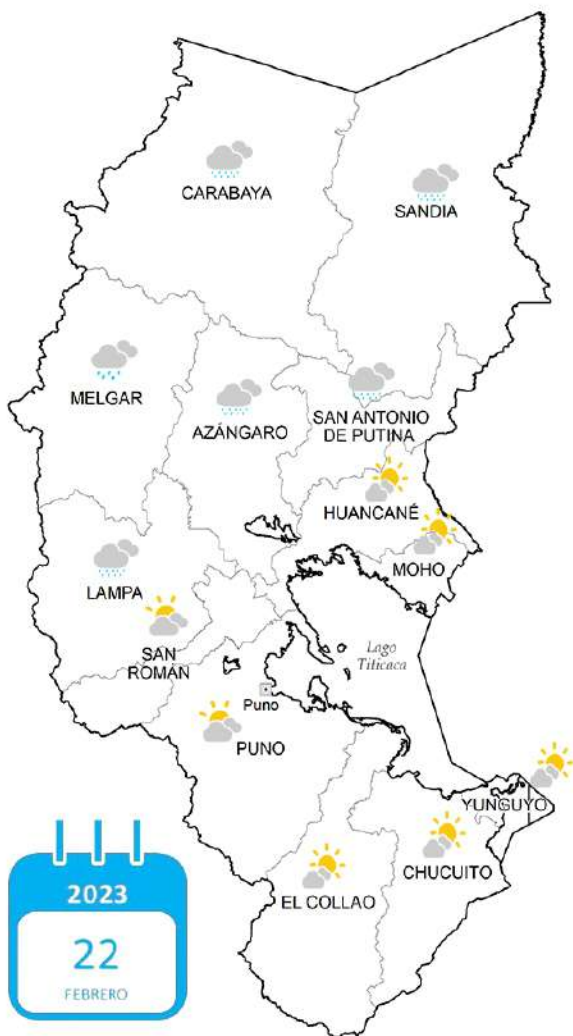 CARABAYA
SANDIA
MELGAR
AZÁNGARO
SAN ANTONIO
DE PUTINA
HUANCANÉ
MOHO
LAMPA
SAN
ROMÁN
Lago
Titicaca
Puno
PUNO
YUNGUYO
CHUCUITO
EL COLLAO
2023
22
FEBRERO